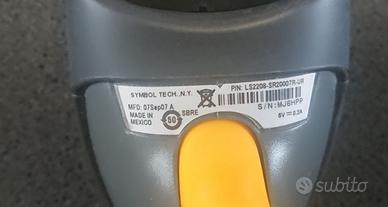 SYMBOL TECH., N.Y.
MFD: 07Sep07 A
MADE IN
MEXICO
50
SBRE
P/N: LS2208-SR20007R-UR
S/N: MJ6HPP
5V ⎓ 0.2A
subito